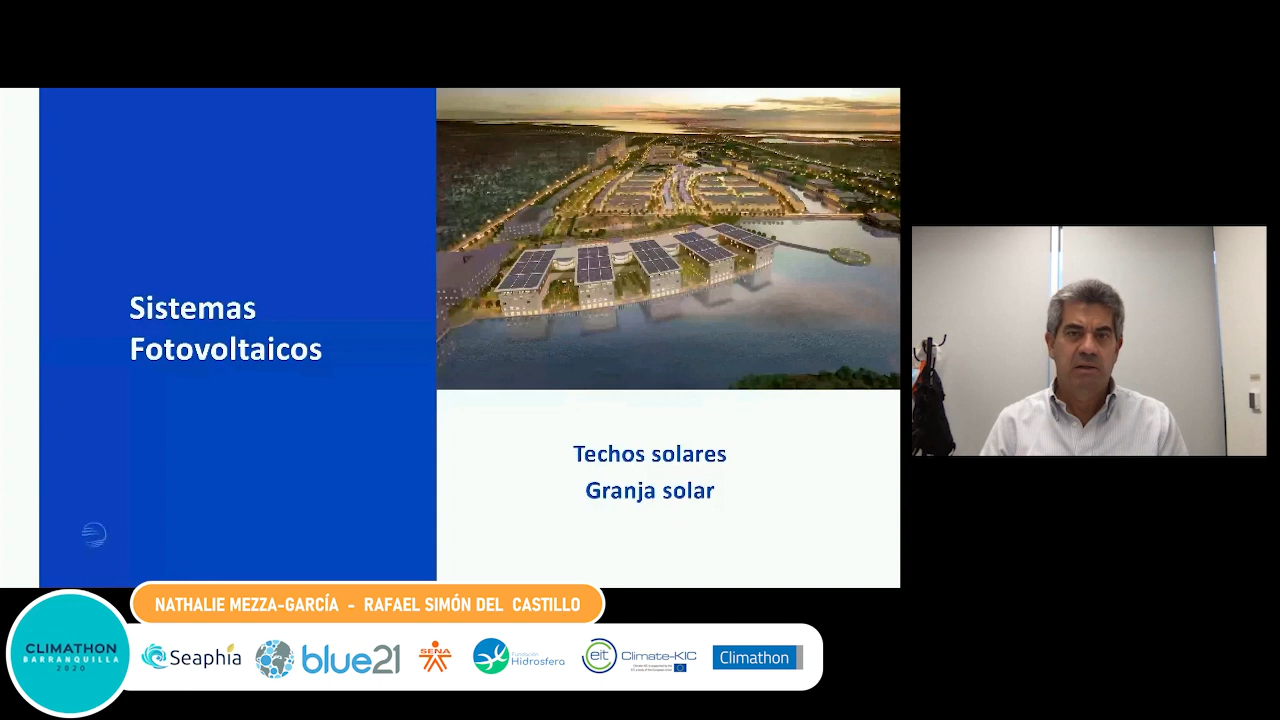 Sistemas
Fotovoltaicos
Techos solares
Granja solar
NATHALIE MEZZA-GARCÍA - RAFAEL SIMÓN DEL CASTILLO
CLIMATHON
BARRANQUILLA
2020
Seaphia
blue21
SENA
Fundación
Hidrosfera
eit
Climate-KIC
Climathon